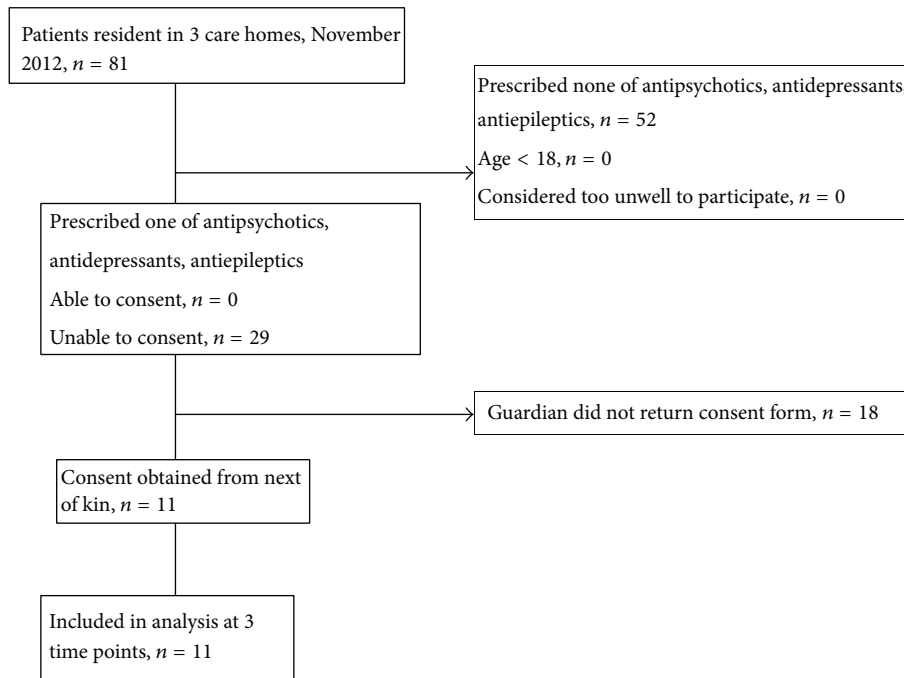 Patients resident in 3 care homes, November
2012, n = 81
Prescribed none of antipsychotics, antidepressants,
antiepileptics, n = 52
Age < 18, n = 0
Considered too unwell to participate, n = 0
Prescribed one of antipsychotics,
antidepressants, antiepileptics
Able to consent, n = 0
Unable to consent, n = 29
Guardian did not return consent form, n = 18
Consent obtained from next
of kin, n = 11
Included in analysis at 3
time points, n = 11